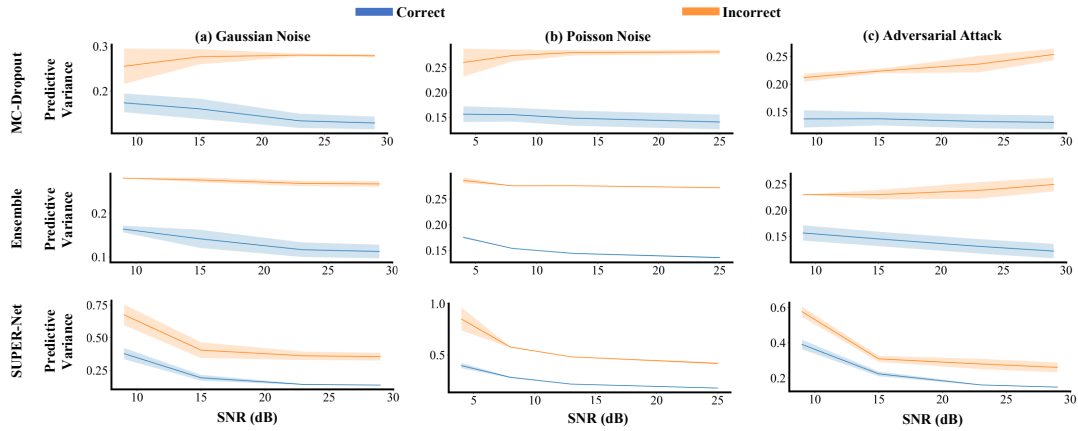 Correct Incorrect
(a) Gaussian Noise (b) Poisson Noise (c) Adversarial Attack
MC-Dropout
Predictive
Variance
0.3
0.2
10 15 20 25 30
0.25
0.20
0.15
5 10 15 20 25
0.25
0.20
0.15
10 15 20 25 30
Ensemble
Predictive
Variance
0.2
0.1
10 15 20 25 30
0.30
0.25
0.20
0.15
5 10 15 20 25
0.25
0.20
0.15
10 15 20 25 30
SUPER-Net
Predictive
Variance
0.75
0.50
0.25
10 15 20 25 30
1.0
0.5
5 10 15 20 25
0.6
0.4
0.2
10 15 20 25 30
SNR (dB) SNR (dB) SNR (dB)